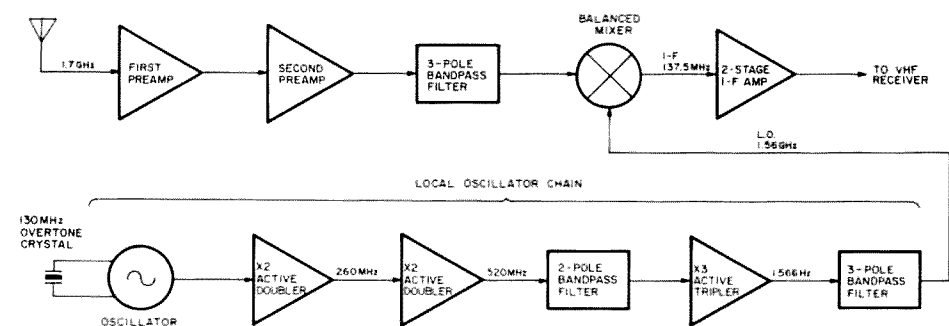 BALANCED
MIXER
1.7GHz
FIRST
PREAMP
SECOND
PREAMP
3-POLE
BANDPASS
FILTER
I-F
137.5MHz
2-STAGE
I-F AMP
TO VHF
RECEIVER
L.O.
1.56GHz
LOCAL OSCILLATOR CHAIN
130MHz
OVERTONE
CRYSTAL
OSCILLATOR
X2
ACTIVE
DOUBLER
260MHz
X2
ACTIVE
DOUBLER
520MHz
2-POLE
BANDPASS
FILTER
X3
ACTIVE
TRIPLER
1.56GHz
3-POLE
BANDPASS
FILTER